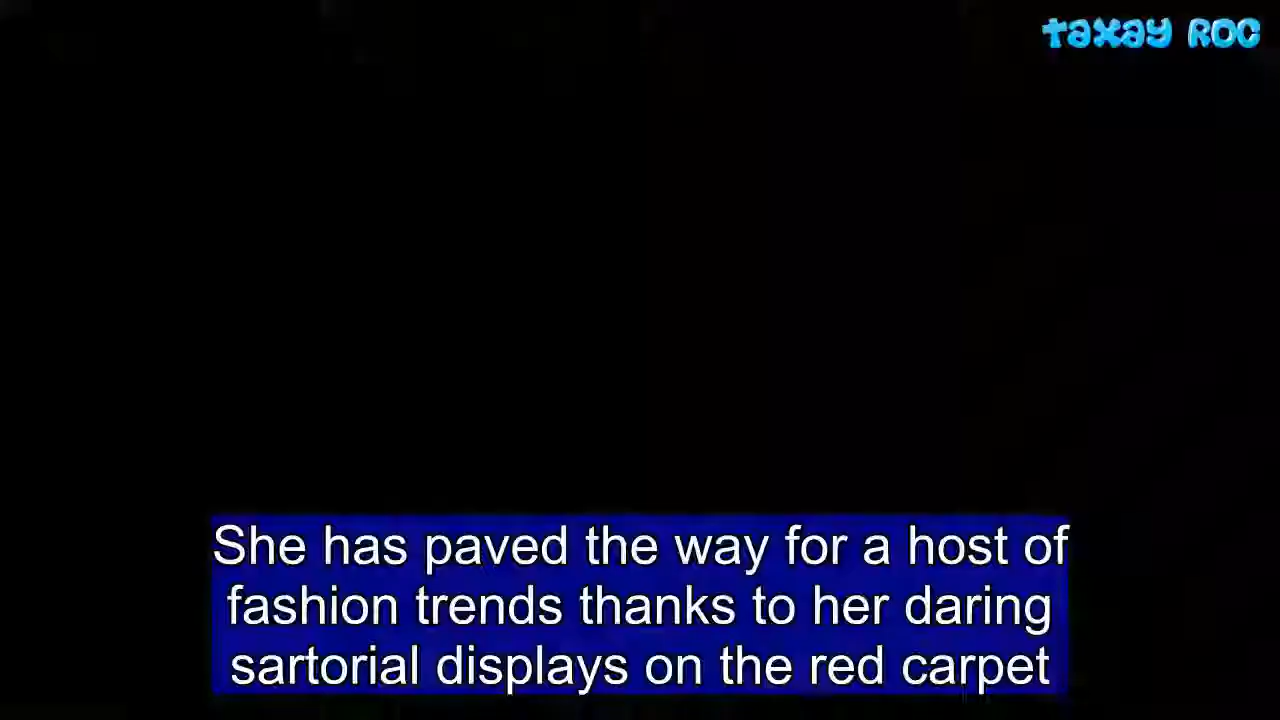 taxay ROC
She has paved the way for a host of
fashion trends thanks to her daring
sartorial displays on the red carpet